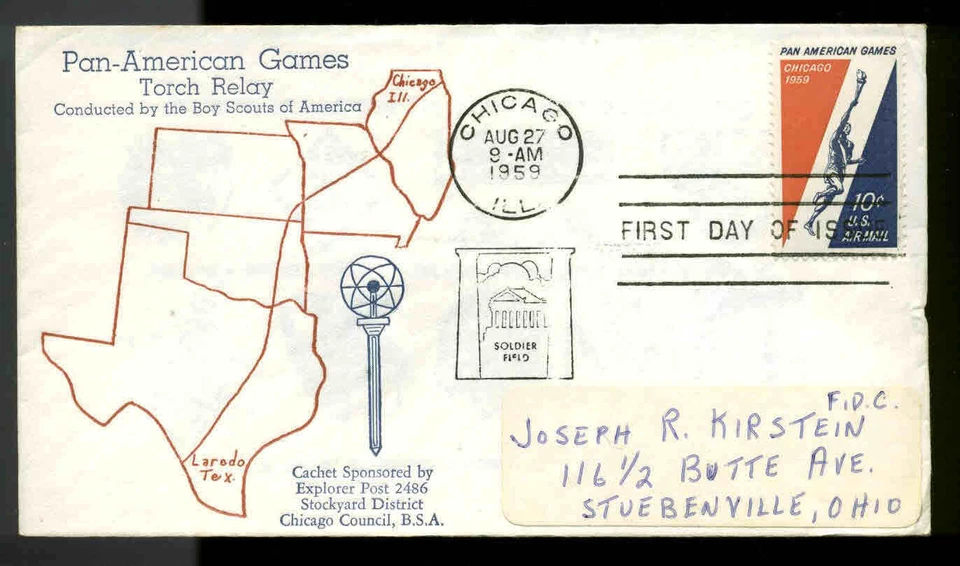 Pan-American Games
Torch Relay
Conducted by the Boy Scouts of America
Chicago
Ill.
Laredo
Tex.
Cachet Sponsored by
Explorer Post 2486
Stockyard District
Chicago Council, B.S.A.
CHICAGO
AUG 27
9 -AM
1959
ILL.
SOLDIER
FIELD
FIRST DAY OF ISSUE
PAN AMERICAN GAMES
CHICAGO
1959
10¢
U.S.
AIR MAIL
F.D.C.
JOSEPH R. KIRSTEIN
116 1/2 BUTTE AVE.
STUEBENVILLE, OHIO